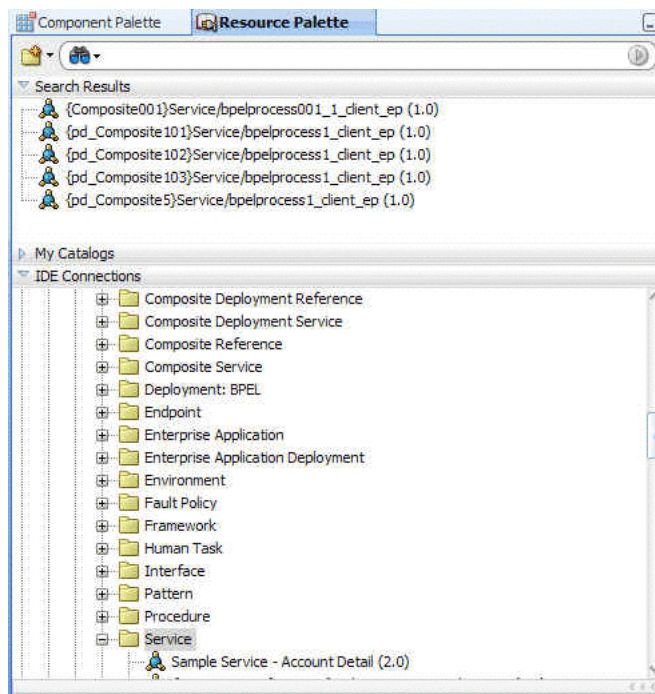 Component Palette
Resource Palette
Search Results
{Composite001}Service/bpelprocess001_1_client_ep (1.0)
{pd_Composite101}Service/bpelprocess1_client_ep (1.0)
{pd_Composite102}Service/bpelprocess1_client_ep (1.0)
{pd_Composite103}Service/bpelprocess1_client_ep (1.0)
{pd_Composite5}Service/bpelprocess1_client_ep (1.0)
My Catalogs
IDE Connections
Composite Deployment Reference
Composite Deployment Service
Composite Reference
Composite Service
Deployment: BPEL
Endpoint
Enterprise Application
Enterprise Application Deployment
Environment
Fault Policy
Framework
Human Task
Interface
Pattern
Procedure
Service
Sample Service - Account Detail (2.0)